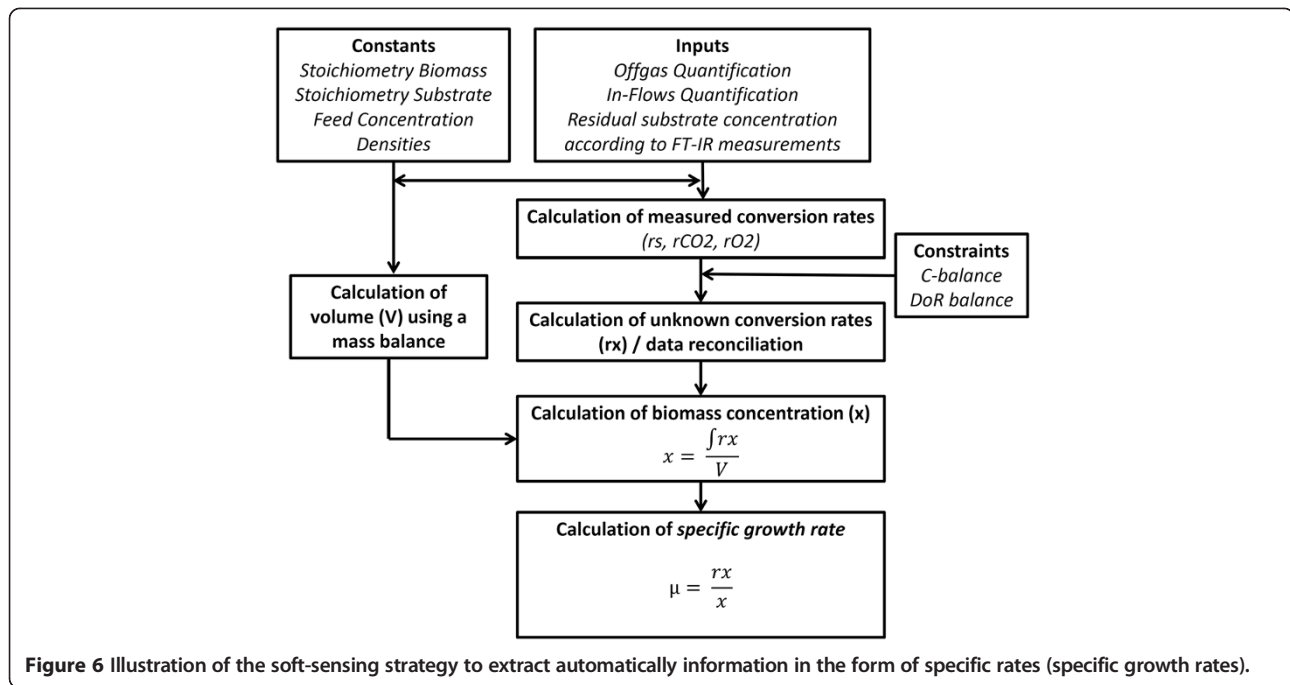 Constants
Stoichiometry Biomass
Stoichiometry Substrate
Feed Concentration
Densities
Inputs
Offgas Quantification
In-Flows Quantification
Residual substrate concentration
according to FT-IR measurements
Calculation of measured conversion rates
(rs, rCO2, rO2)
Constraints
C-balance
DoR balance
Calculation of
volume (V) using a
mass balance
Calculation of unknown conversion rates
(rx) / data reconciliation
Calculation of biomass concentration (x)
x = ∫rx / V
Calculation of specific growth rate
μ = rx / x
Figure 6 Illustration of the soft-sensing strategy to extract automatically information in the form of specific rates (specific growth rates).